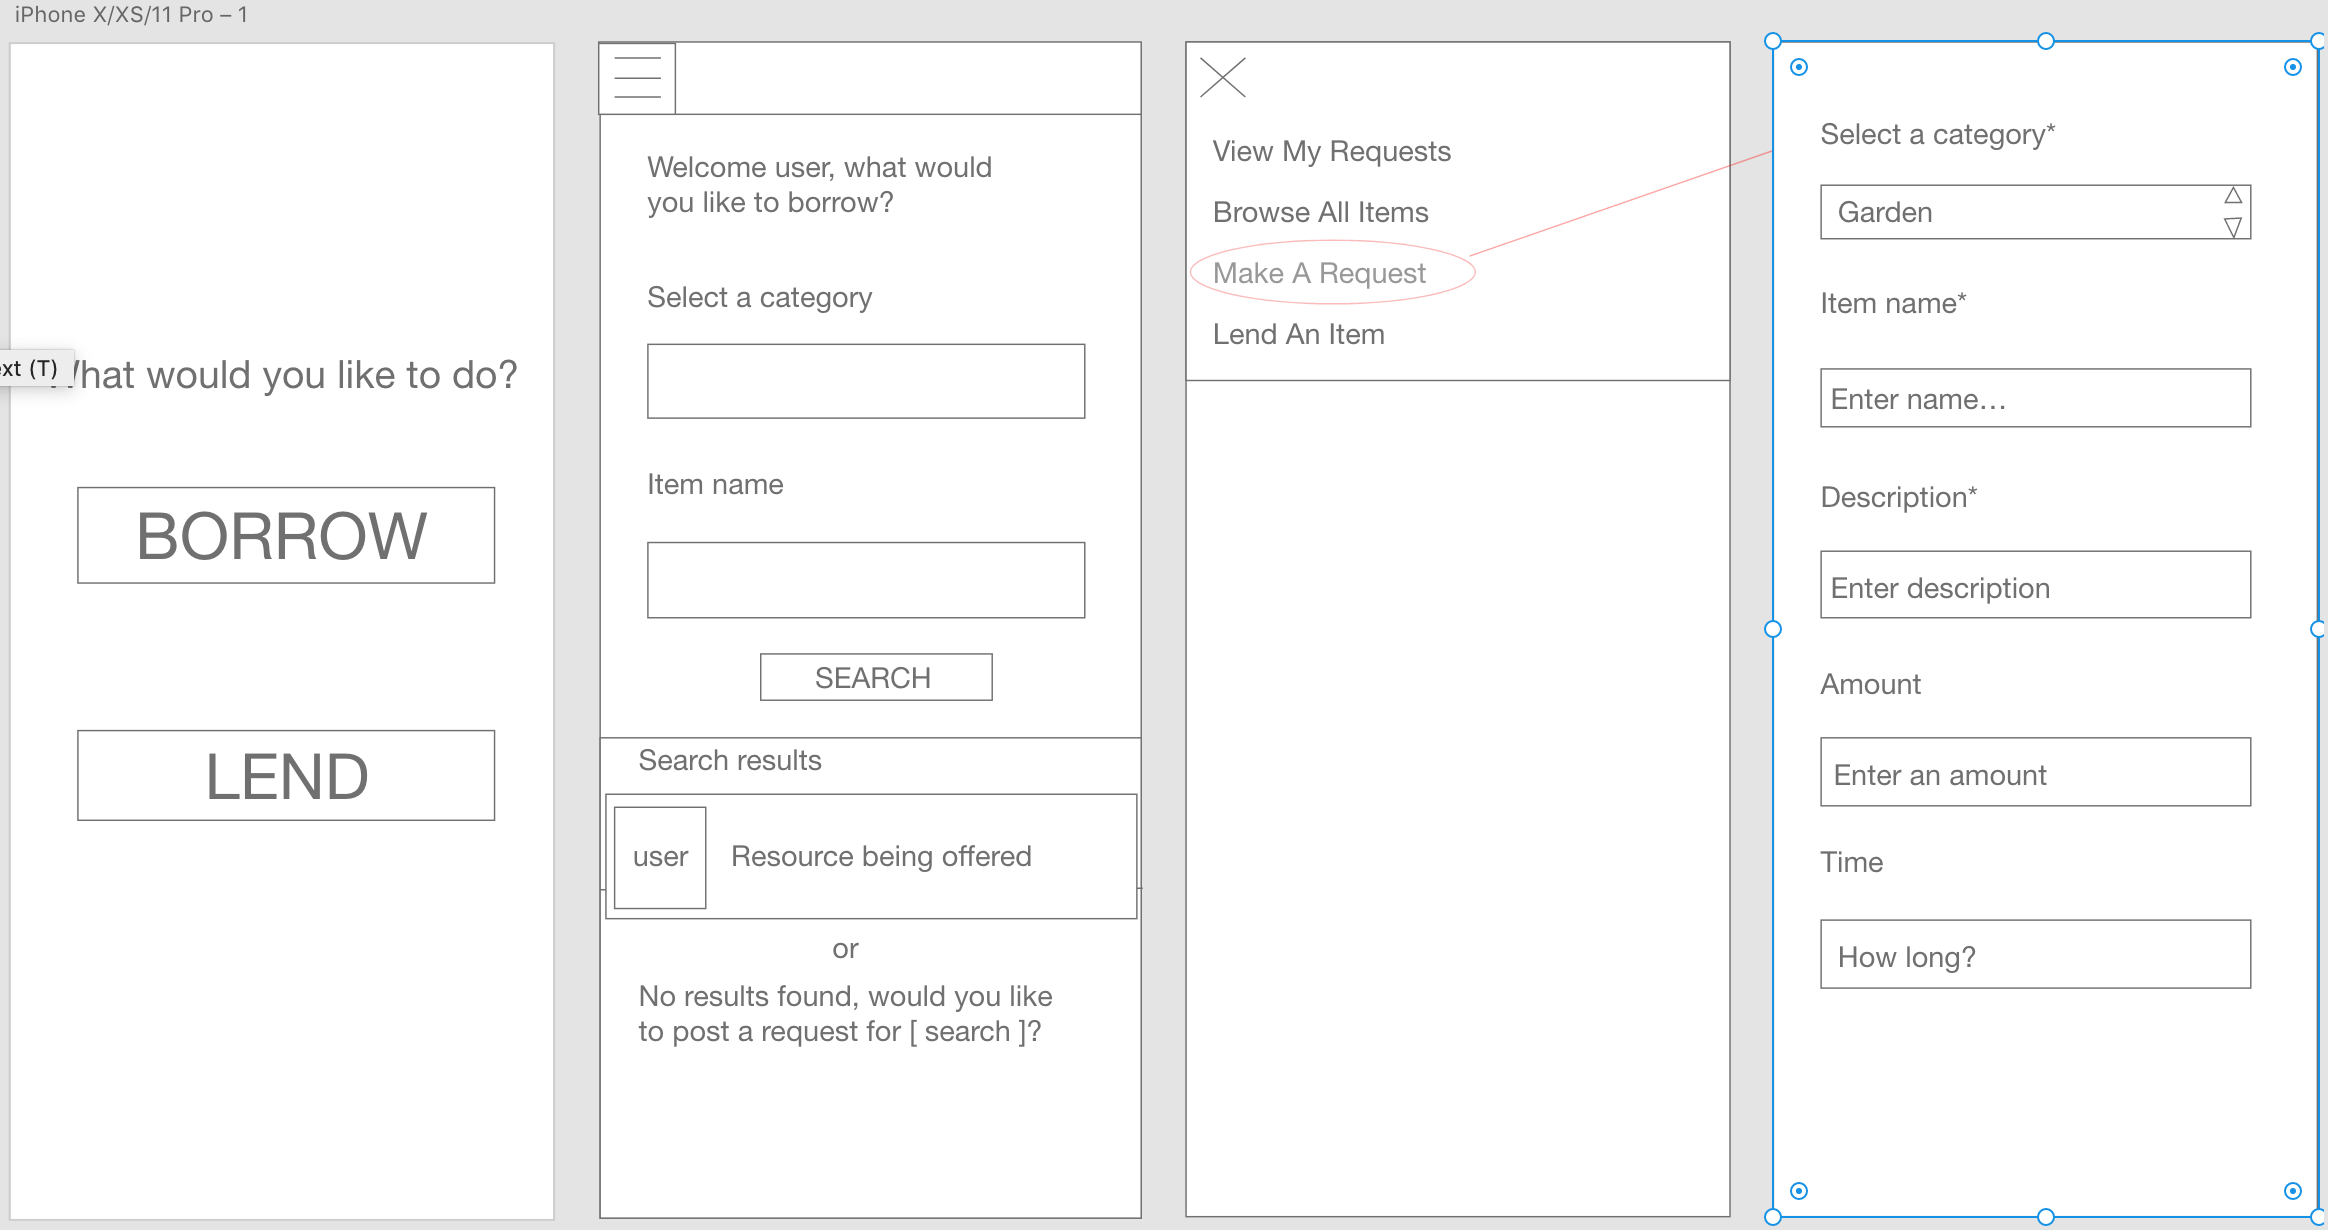 iPhone X/XS/11 Pro – 1
ext (T)
What would you like to do?
BORROW
LEND
Welcome user, what would
you like to borrow?
Select a category
Item name
SEARCH
Search results
user
Resource being offered
or
No results found, would you like
to post a request for [ search ]?
View My Requests
Browse All Items
Make A Request
Lend An Item
Select a category*
Garden
Item name*
Enter name...
Description*
Enter description
Amount
Enter an amount
Time
How long?